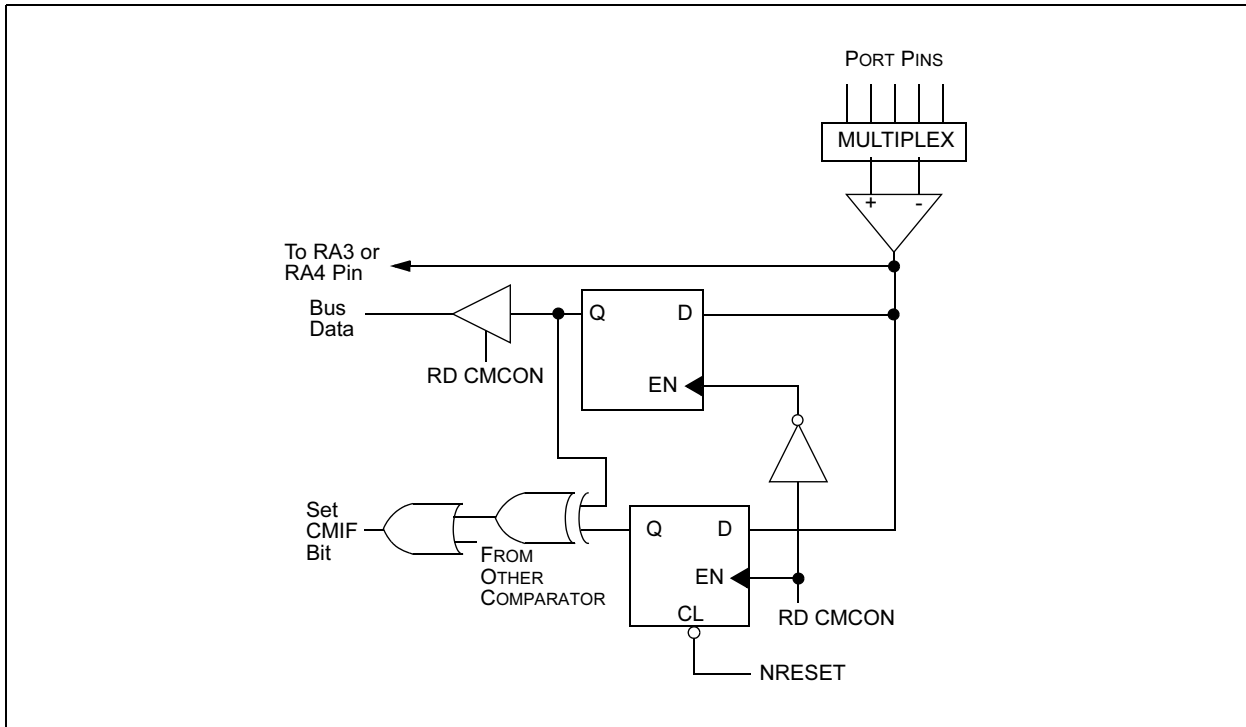 PORT PINS
MULTIPLEX
+ -
To RA3 or
RA4 Pin
Bus
Data
Q D
RD CMCON
EN
Set
CMIF
Bit
Q D
FROM
OTHER
COMPARATOR
EN
CL
RD CMCON
NRESET